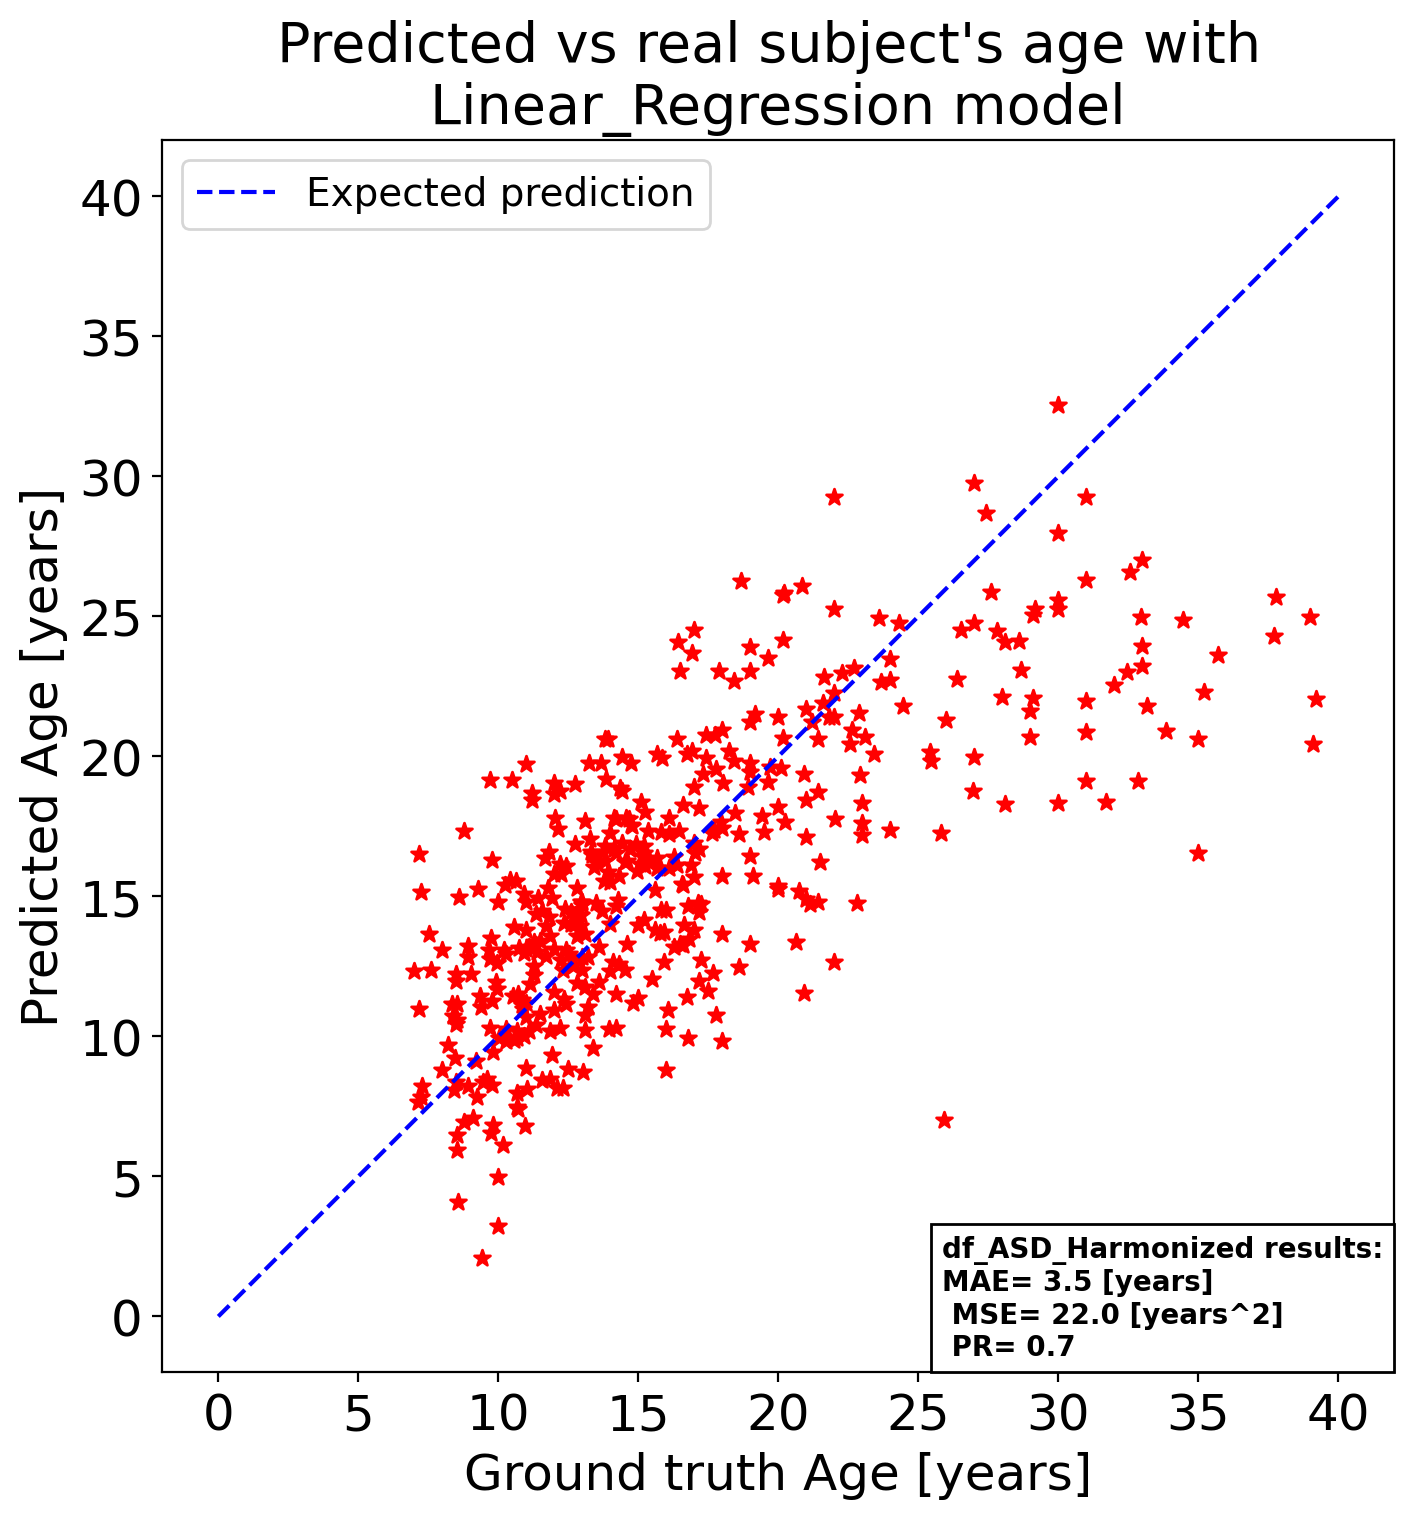 Predicted vs real subject's age with
Linear_Regression model
Expected prediction
Predicted Age [years]
40
35
30
25
20
15
10
5
0
df_ASD_Harmonized results:
MAE= 3.5 [years]
MSE= 22.0 [years^2]
PR= 0.7
0 5 10 15 20 25 30 35 40
Ground truth Age [years]